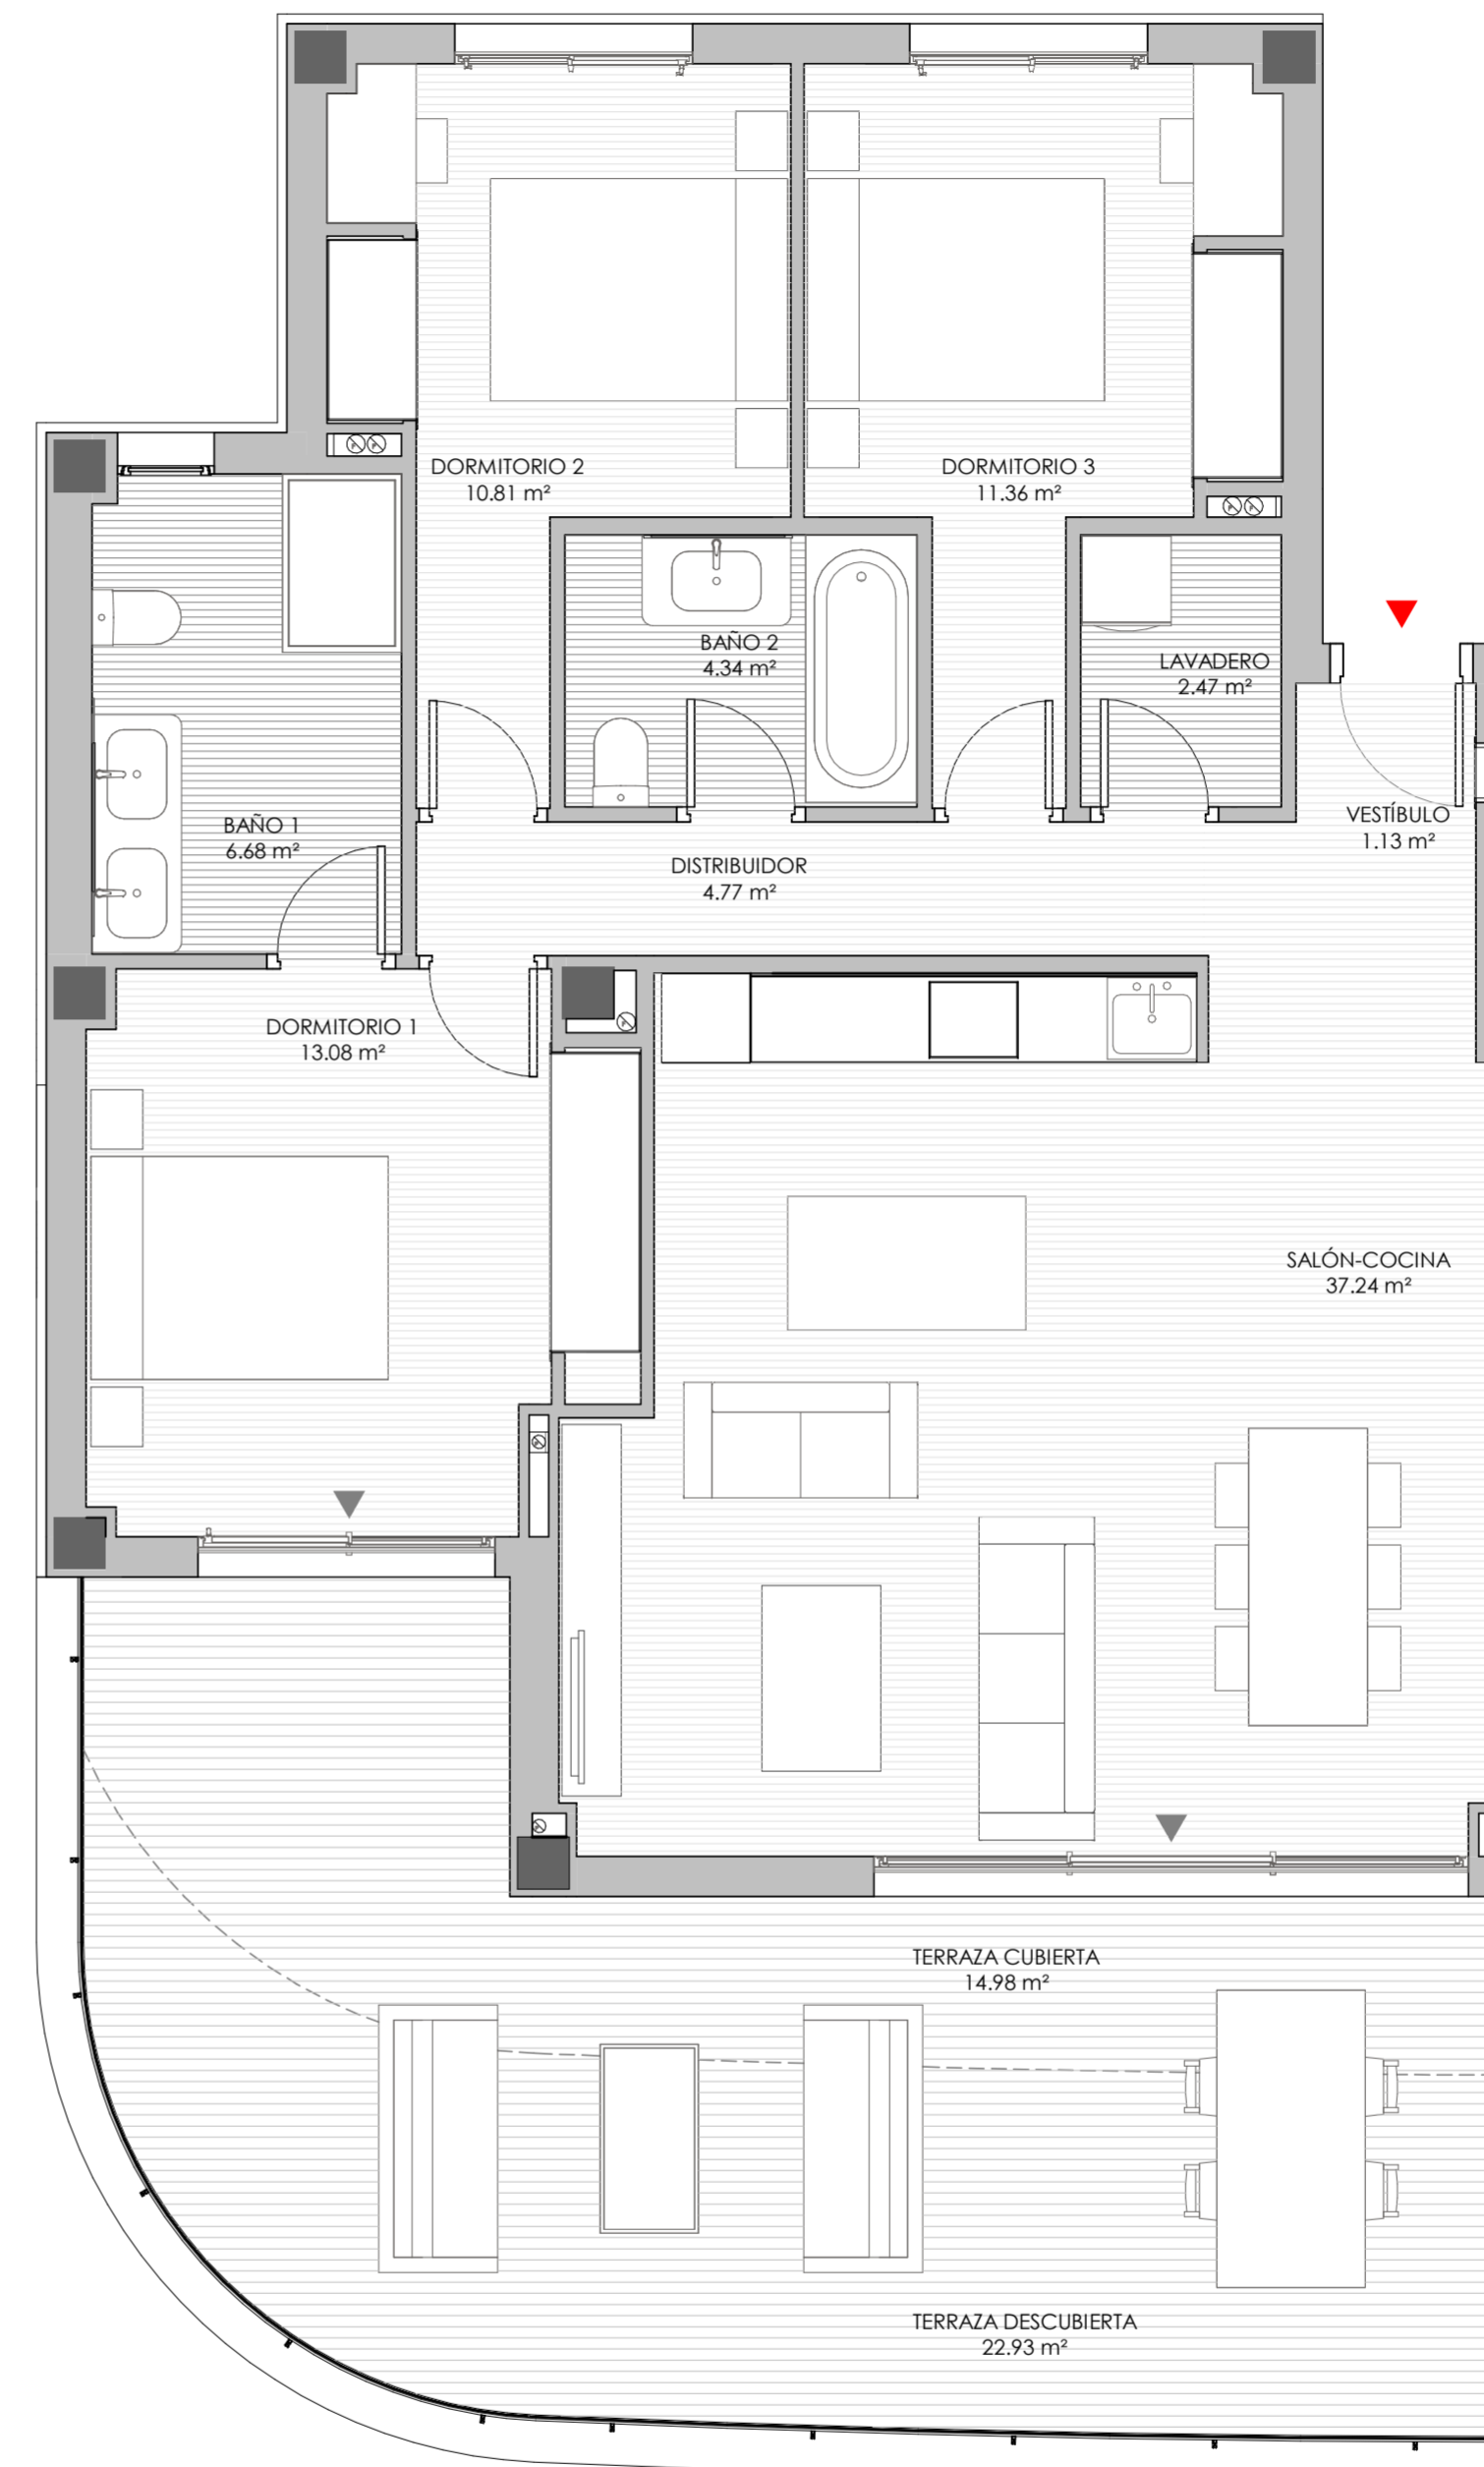 DORMITORIO 2
10.81 m²
DORMITORIO 3
11.36 m²
BAÑO 2
4.34 m²
LAVADERO
2.47 m²
VESTÍBULO
1.13 m²
BAÑO 1
6.68 m²
DISTRIBUIDOR
4.77 m²
DORMITORIO 1
13.08 m²
SALÓN-COCINA
37.24 m²
TERRAZA CUBIERTA
14.98 m²
TERRAZA DESCUBIERTA
22.93 m²